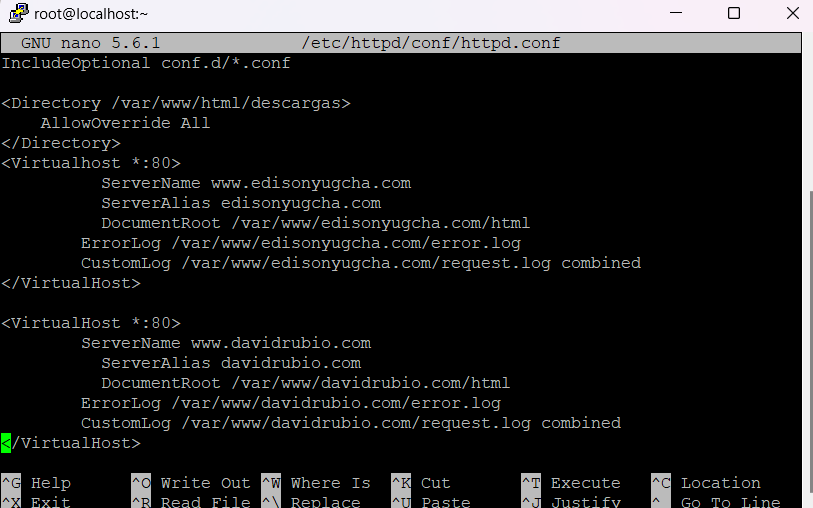 root@localhost:~
GNU nano 5.6.1 /etc/httpd/conf/httpd.conf
IncludeOptional conf.d/*.conf
<Directory /var/www/html/descargas>
AllowOverride All
</Directory>
<Virtualhost *:80>
ServerName www.edisonyugcha.com
ServerAlias edisonyugcha.com
DocumentRoot /var/www/edisonyugcha.com/html
ErrorLog /var/www/edisonyugcha.com/error.log
CustomLog /var/www/edisonyugcha.com/request.log combined
</VirtualHost>
<VirtualHost *:80>
ServerName www.davidrubio.com
ServerAlias davidrubio.com
DocumentRoot /var/www/davidrubio.com/html
ErrorLog /var/www/davidrubio.com/error.log
CustomLog /var/www/davidrubio.com/request.log combined
</VirtualHost>
^G Help ^O Write Out ^W Where Is ^K Cut ^T Execute ^C Location
^X Exit ^R Read File ^\ Replace ^U Paste ^J Justify ^ Go To Line